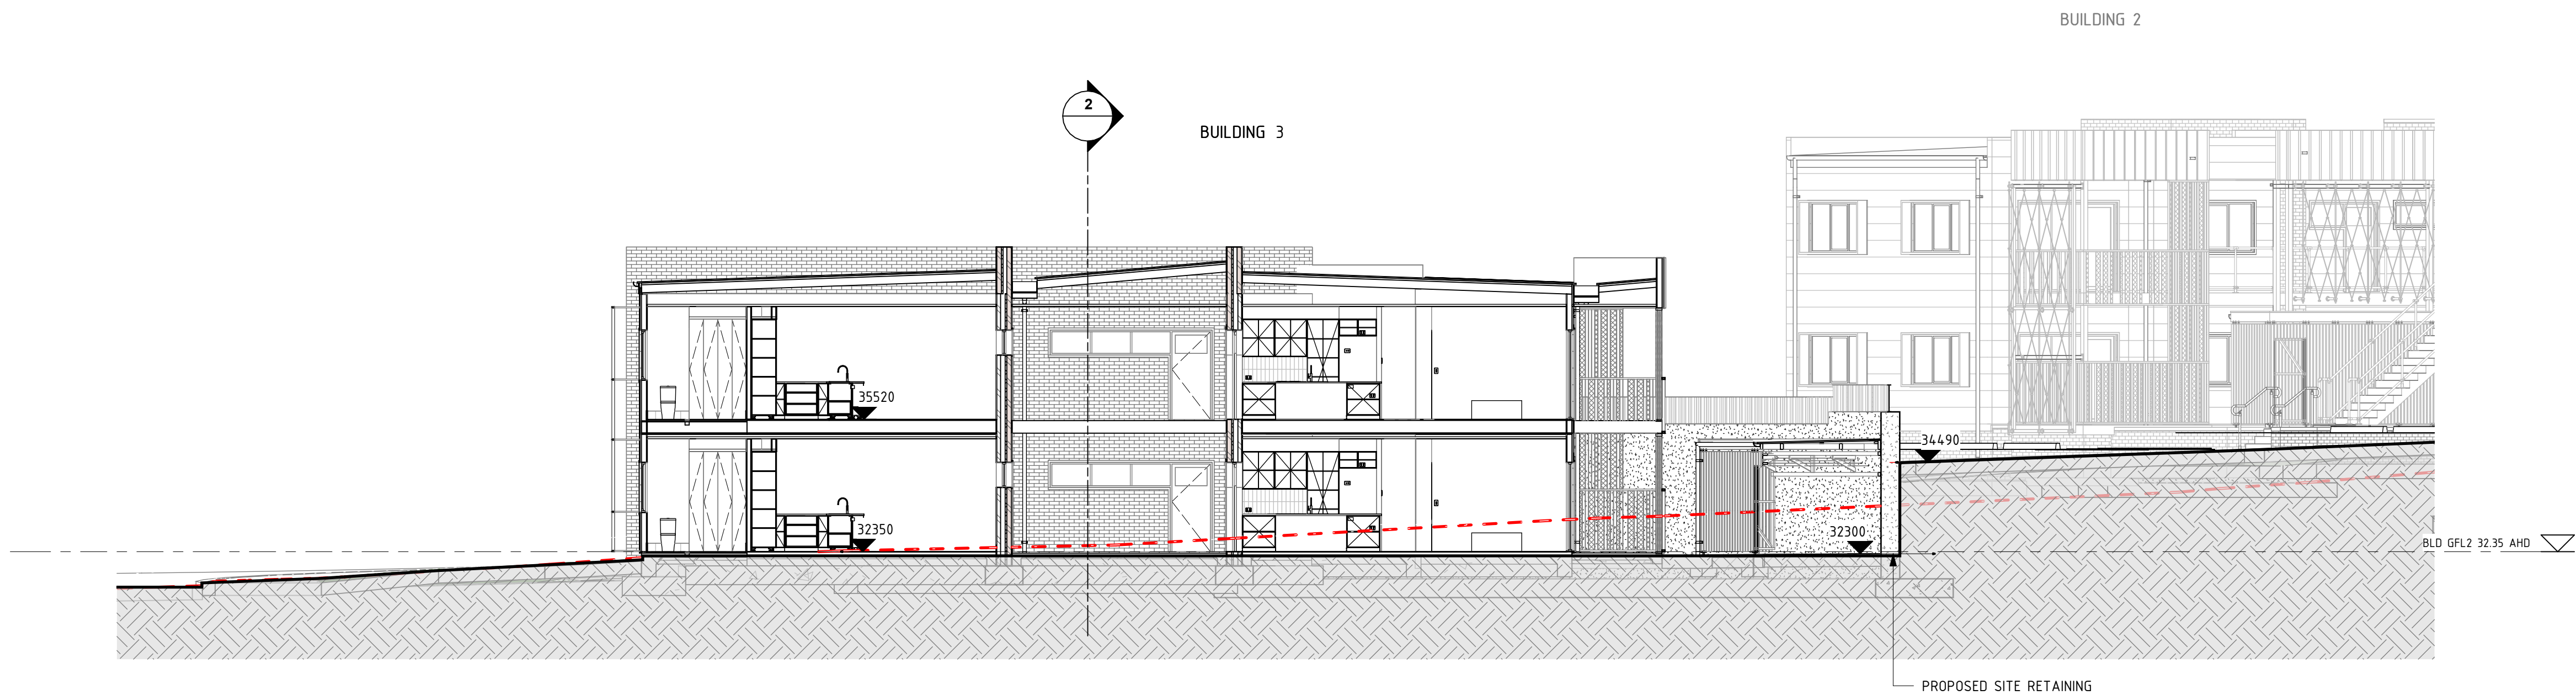 BUILDING 2
2
BUILDING 3
35520
34490
32350
32300
BLD GFL2 32.35 AHD
PROPOSED SITE RETAINING